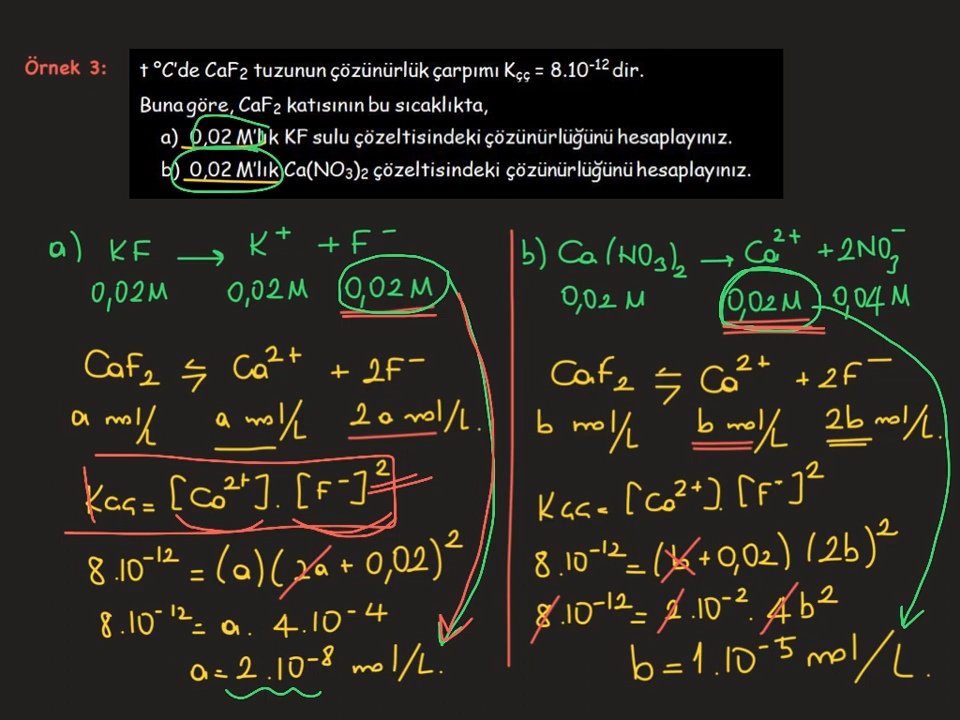 Örnek 3:
t °C'de CaF₂ tuzunun çözünürlük çarpımı Kçç = 8.10⁻¹² dir.
Buna göre, CaF₂ katısının bu sıcaklıkta,
a) 0,02 M'lık KF sulu çözeltisindeki çözünürlüğünü hesaplayınız.
b) 0,02 M'lık Ca(NO₃)₂ çözeltisindeki çözünürlüğünü hesaplayınız.
a) KF → K⁺ + F⁻
0,02M 0,02M 0,02M
CaF₂ ⇋ Ca²⁺ + 2F⁻
a mol/L a mol/L 2a mol/L.
Kçç = [Ca²⁺]. [F⁻]²
8.10⁻¹² = (a)(2a + 0,02)²
8.10⁻¹² = a. 4.10⁻⁴
a = 2.10⁻⁸ mol/L.
b) Ca(NO₃)₂ → Ca²⁺ + 2NO₃⁻
0,02M 0,02M 0,04M
CaF₂ ⇋ Ca²⁺ + 2F⁻
b mol/L b mol/L 2b mol/L.
Kçç = [Ca²⁺]. [F⁻]²
8.10⁻¹² = (b + 0,02) (2b)²
8.10⁻¹² = 2.10⁻². 4b²
b = 1.10⁻⁵ mol/L.